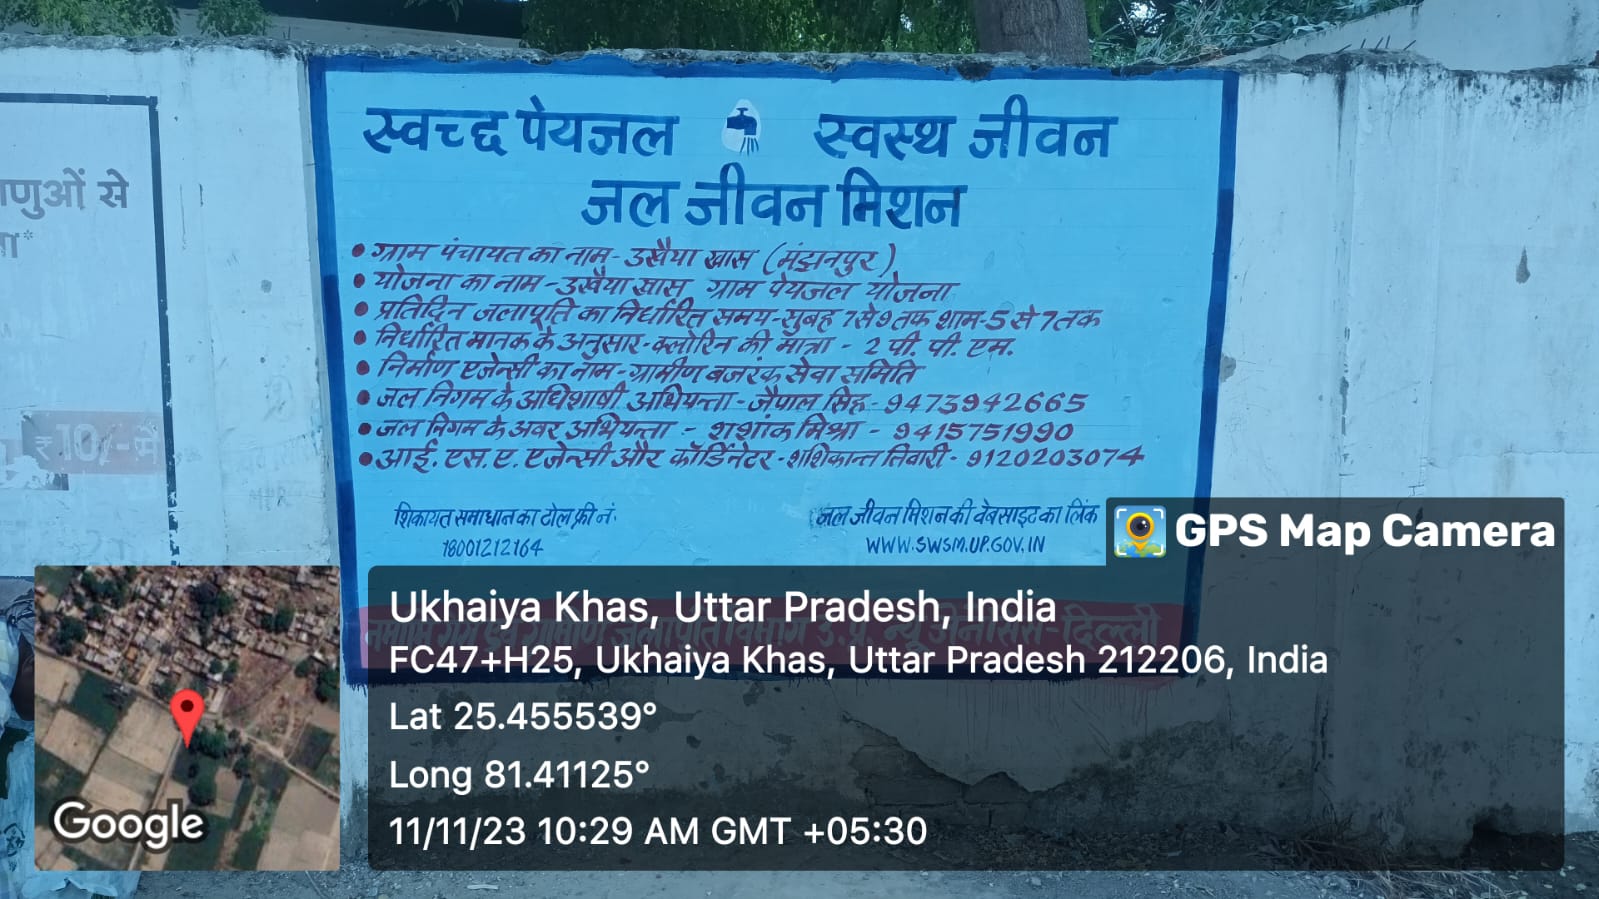 स्वच्छ पेयजल स्वस्थ जीवन
जल जीवन मिशन
• ग्राम पंचायत का नाम - उखैया खास (मंझनपुर)
• योजना का नाम - उखैया खास ग्राम पेयजल योजना
• प्रतिदिन जलापूर्ति का निर्धारित समय - सुबह 7 से 9 तक शाम - 5 से 7 तक
• निर्धारित मानक के अनुसार - क्लोरिन की मात्रा - 2 पी. पी. एम.
• निर्माण एजेन्सी का नाम - ग्रामीण बजरंक सेवा समिति
• जल निगम के अधिशाषी अभियन्ता - जैपाल सिह - 9473942665
• जल निगम के अवर अभियन्ता - शशांक मिश्रा - 9415751990
• आई. एस. ए. एजेन्सी और कॉर्डिनेटर - शशिकान्त तिवारी - 9120203074
शिकायत समाधान का टोल फ्री नं:
18001212164
जल जीवन मिशन की वेबसाइट का लिंक
WWW.SWSM.UP.GOV.IN
नमामि गंगे एवं ग्रामीण जलापूर्ति विभाग उ.प्र. न्यू - दिल्ली
णुओं से
₹10/- में
GPS Map Camera
Ukhaiya Khas, Uttar Pradesh, India
FC47+H25, Ukhaiya Khas, Uttar Pradesh 212206, India
Lat 25.455539°
Long 81.41125°
11/11/23 10:29 AM GMT +05:30
Google